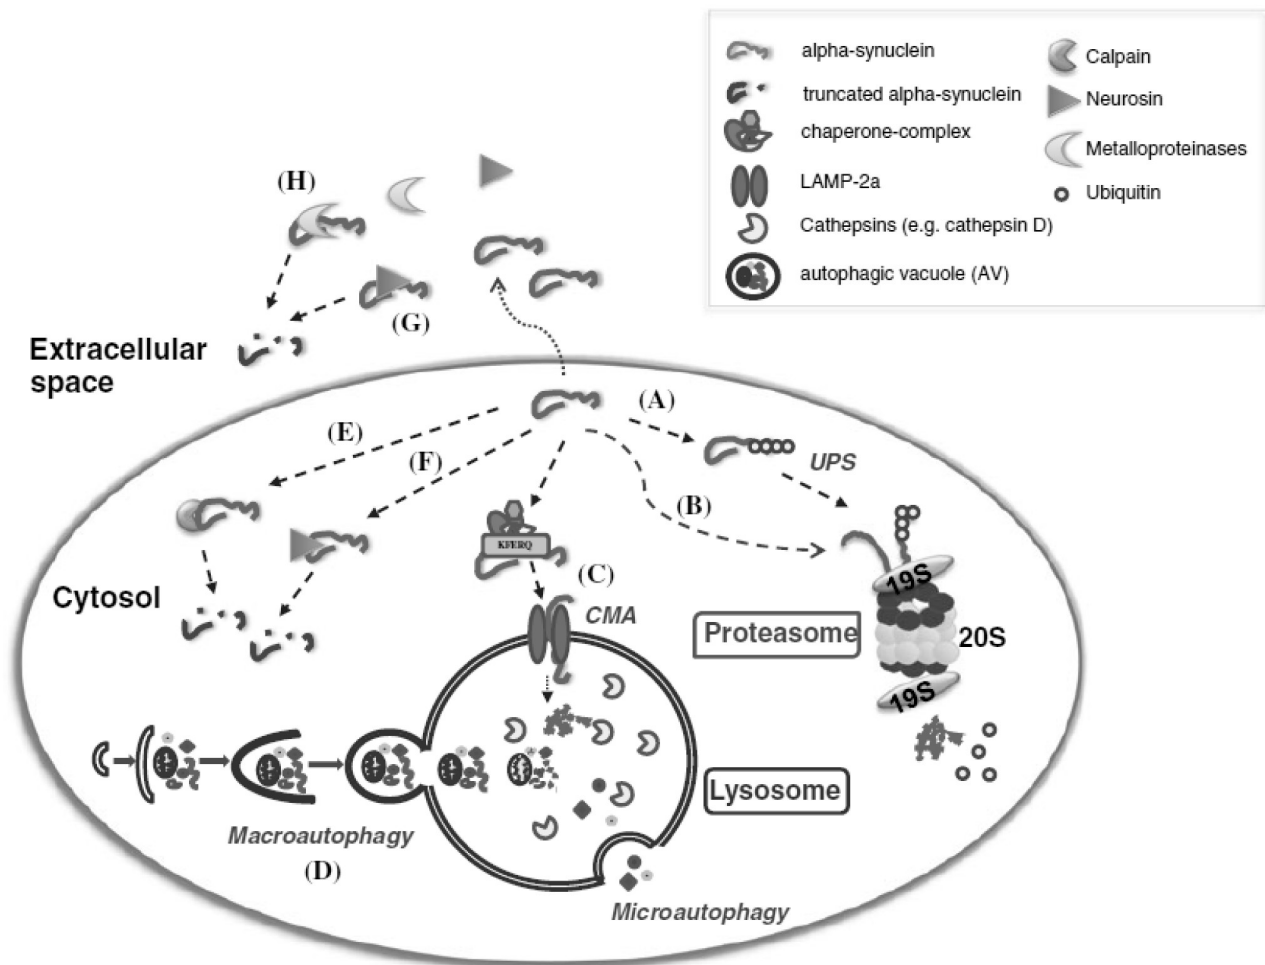 alpha-synuclein
truncated alpha-synuclein
chaperone-complex
LAMP-2a
Cathepsins (e.g. cathepsin D)
autophagic vacuole (AV)
Calpain
Neurosin
Metalloproteinases
Ubiquitin
(H)
(G)
Extracellular
space
(A)
(E)
(F)
UPS
(B)
KFERQ
(C)
CMA
Cytosol
19S
Proteasome
20S
19S
Lysosome
Macroautophagy
(D)
Microautophagy